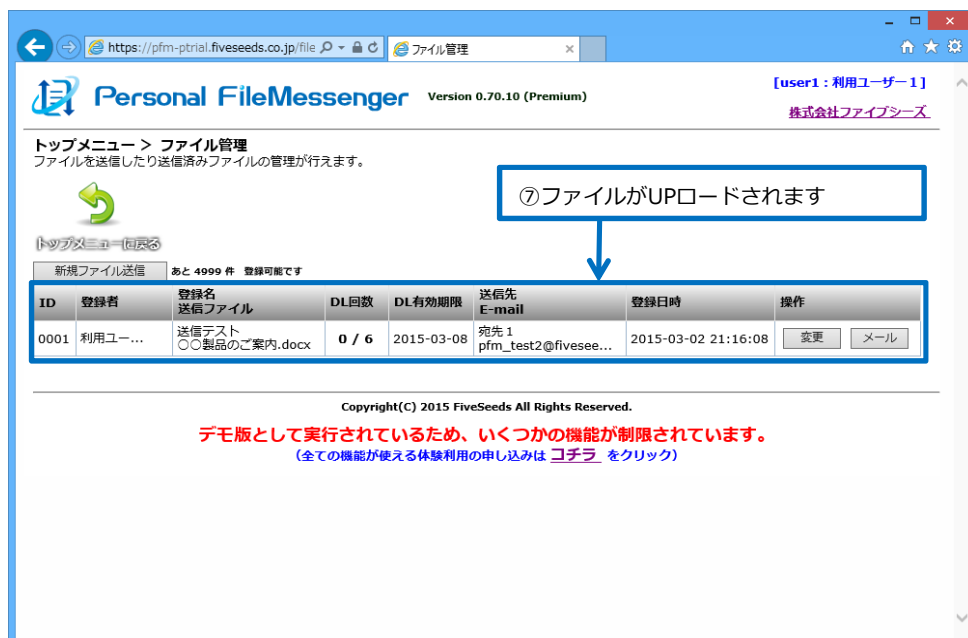 https://pfm-ptrial.fiveseeds.co.jp/file
ファイル管理
Personal FileMessenger Version 0.70.10 (Premium)
[user1：利用ユーザー1]
株式会社ファイブシーズ
トップメニュー > ファイル管理
ファイルを送信したり送信済みファイルの管理が行えます。
⑦ファイルがUPロードされます
トップメニューに戻る
新規ファイル送信 あと 4999 件 登録可能です
ID 登録者 登録名 送信ファイル DL回数 DL有効期限 送信先 E-mail 登録日時 操作
0001 利用ユー... 送信テスト ○○製品のご案内.docx 0 / 6 2015-03-08 宛先1 pfm_test2@fivesee... 2015-03-02 21:16:08 変更 メール
Copyright(C) 2015 FiveSeeds All Rights Reserved.
デモ版として実行されているため、いくつかの機能が制限されています。
（全ての機能が使える体験利用の申し込みは コチラ をクリック）